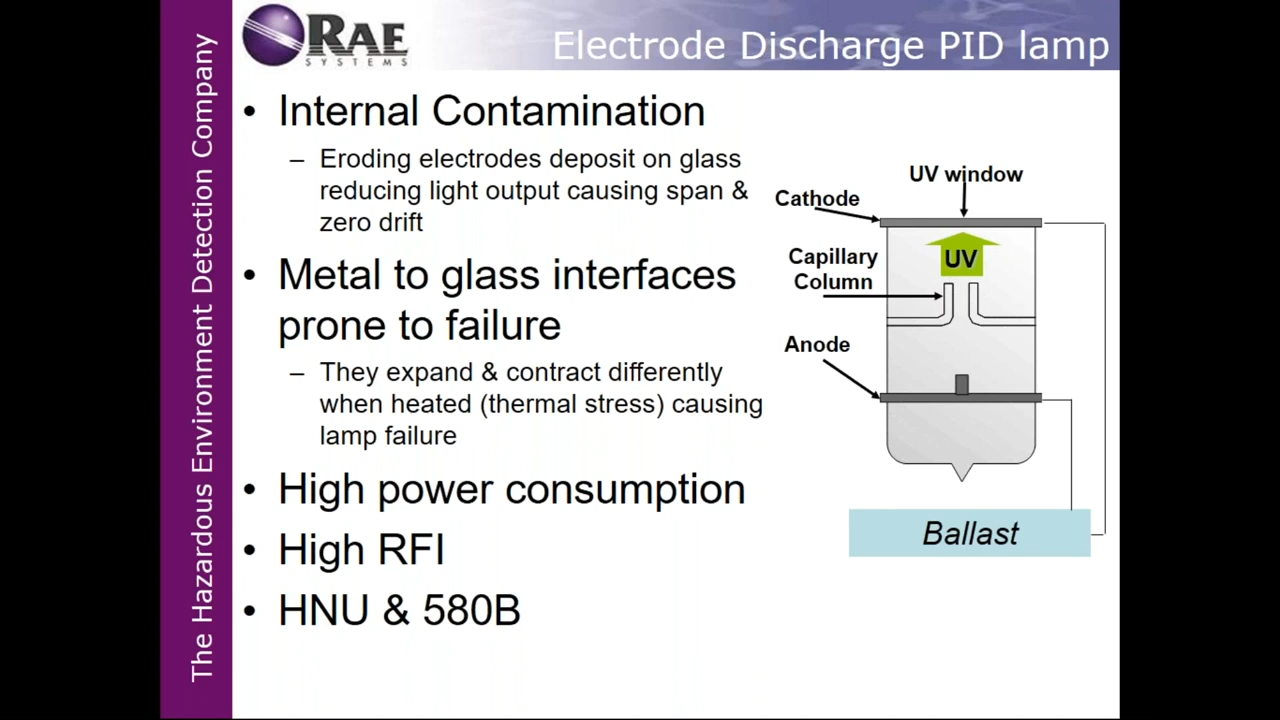 The Hazardous Environment Detection Company
RAE
SYSTEMS
Electrode Discharge PID lamp
• Internal Contamination
– Eroding electrodes deposit on glass
reducing light output causing span &
zero drift
• Metal to glass interfaces
prone to failure
– They expand & contract differently
when heated (thermal stress) causing
lamp failure
• High power consumption
• High RFI
• HNU & 580B
UV window
Cathode
Capillary
Column
UV
Anode
Ballast